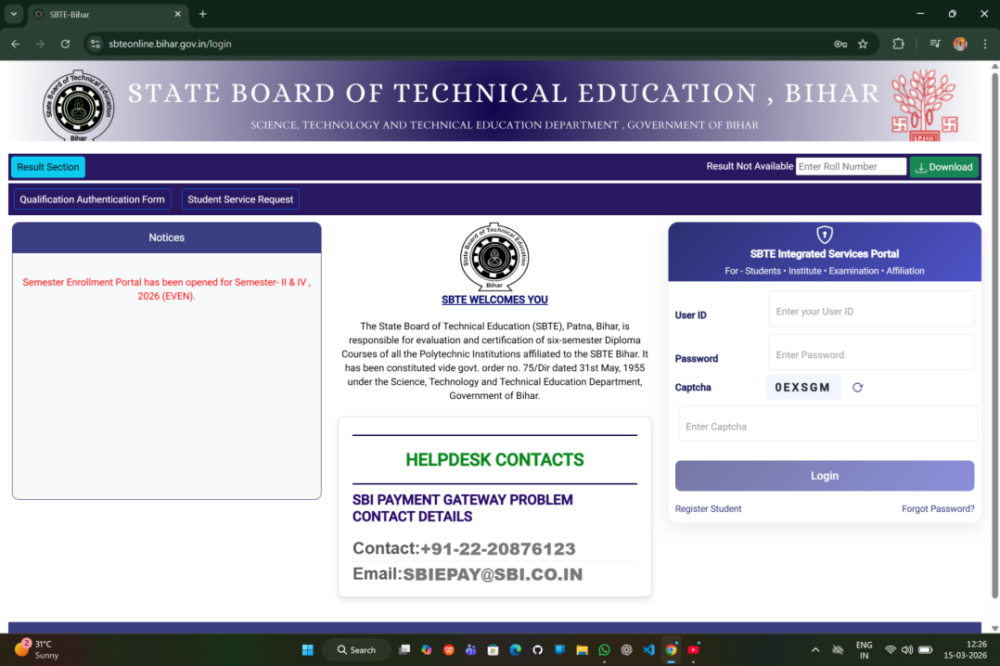 SBTE-Bihar
sbteonline.bihar.gov.in/login
State Board of Technical Education
Bihar
STATE BOARD OF TECHNICAL EDUCATION , BIHAR
SCIENCE, TECHNOLOGY AND TECHNICAL EDUCATION DEPARTMENT , GOVERNMENT OF BIHAR
Result Section
Result Not Available
Enter Roll Number
Download
Qualification Authentication Form
Student Service Request
Notices
Semester Enrollment Portal has been opened for Semester- II & IV ,
2026 (EVEN).
State Board of Technical Education
Bihar
SBTE WELCOMES YOU
The State Board of Technical Education (SBTE), Patna, Bihar, is
responsible for evaluation and certification of six-semester Diploma
Courses of all the Polytechnic Institutions affiliated to the SBTE Bihar. It
has been constituted vide govt. order no. 75/Dir dated 31st May, 1955
under the Science, Technology and Technical Education Department,
Government of Bihar.
HELPDESK CONTACTS
SBI PAYMENT GATEWAY PROBLEM
CONTACT DETAILS
Contact:+91-22-20876123
Email:SBIEPAY@SBI.CO.IN
SBTE Integrated Services Portal
For - Students • Institute • Examination • Affiliation
User ID
Enter your User ID
Password
Enter Password
Captcha
0EXSGM
Enter Captcha
Login
Register Student
Forgot Password?
2
31°C
Sunny
Search
ENG
IN
12:26
15-03-2026